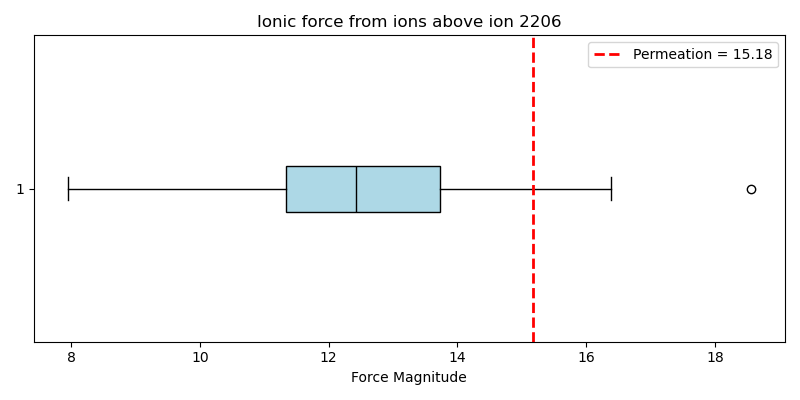 Ionic force from ions above ion 2206
Permeation = 15.18
1
8 10 12 14 16 18
Force Magnitude